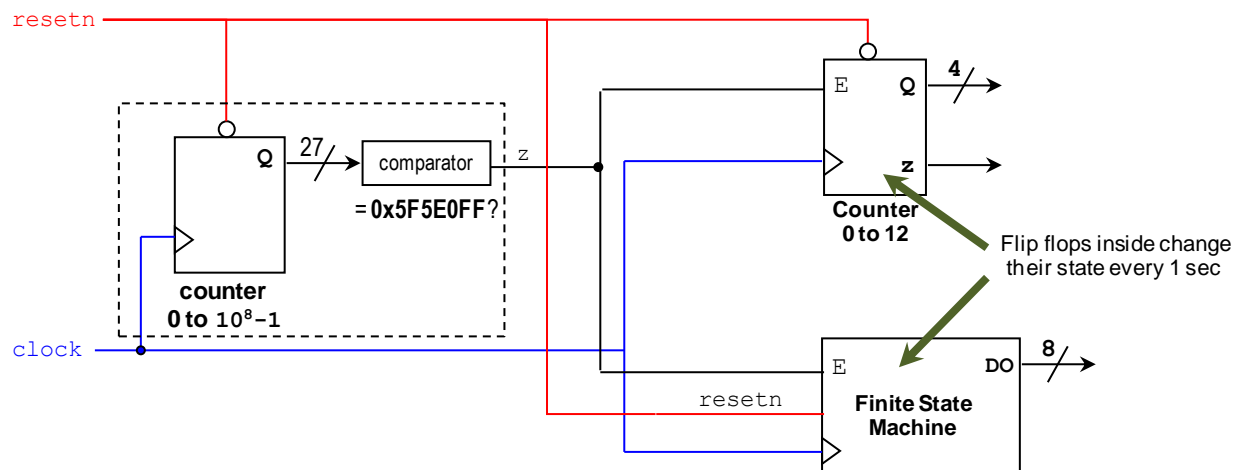 resetn
4
E
Q
27
Q
comparator
z
z
= 0x5F5E0FF?
Counter
0 to 12
Flip flops inside change
their state every 1 sec
counter
0 to 10⁸-1
clock
8
E
DO
resetn
Finite State
Machine